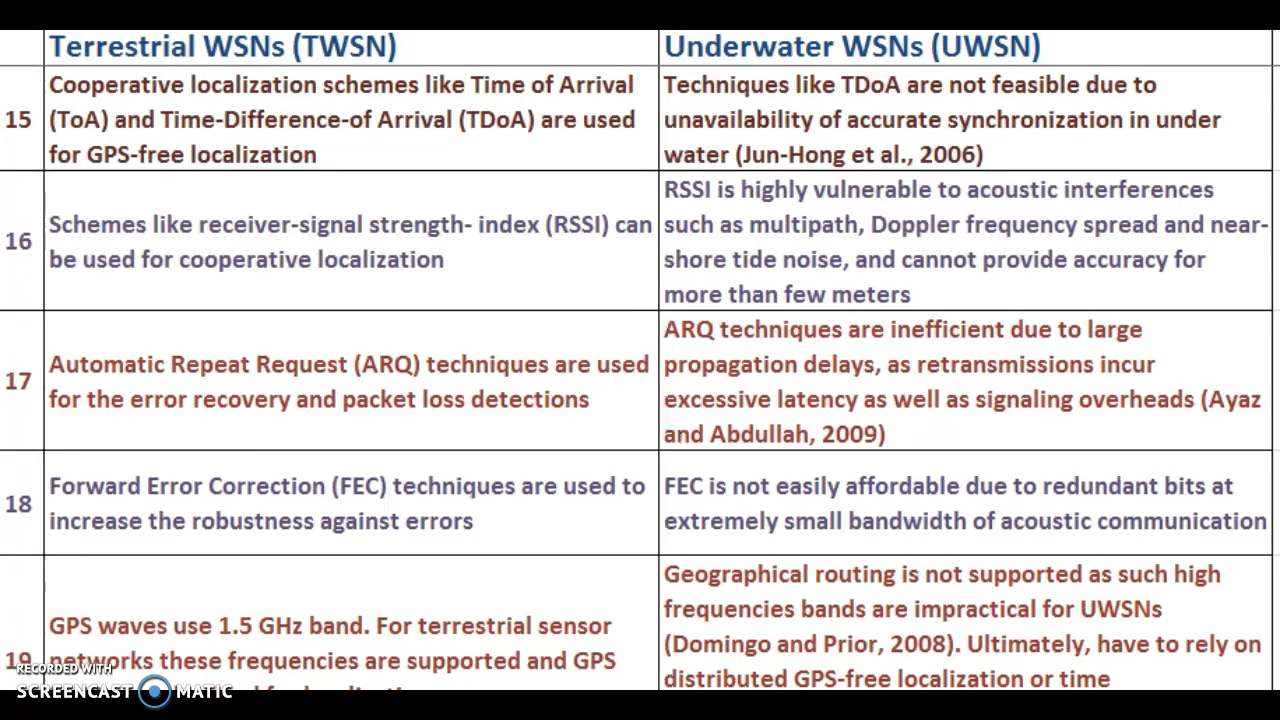 Terrestrial WSNs (TWSN)
Underwater WSNs (UWSN)
15
Cooperative localization schemes like Time of Arrival
(ToA) and Time-Difference-of Arrival (TDoA) are used
for GPS-free localization
Techniques like TDoA are not feasible due to
unavailability of accurate synchronization in under
water (Jun-Hong et al., 2006)
16
Schemes like receiver-signal strength- index (RSSI) can
be used for cooperative localization
RSSI is highly vulnerable to acoustic interferences
such as multipath, Doppler frequency spread and near-
shore tide noise, and cannot provide accuracy for
more than few meters
17
Automatic Repeat Request (ARQ) techniques are used
for the error recovery and packet loss detections
ARQ techniques are inefficient due to large
propagation delays, as retransmissions incur
excessive latency as well as signaling overheads (Ayaz
and Abdullah, 2009)
18
Forward Error Correction (FEC) techniques are used to
increase the robustness against errors
FEC is not easily affordable due to redundant bits at
extremely small bandwidth of acoustic communication
19
GPS waves use 1.5 GHz band. For terrestrial sensor
networks these frequencies are supported and GPS
Geographical routing is not supported as such high
frequencies bands are impractical for UWSNs
(Domingo and Prior, 2008). Ultimately, have to rely on
distributed GPS-free localization or time
RECORDED WITH
SCREENCAST MATIC